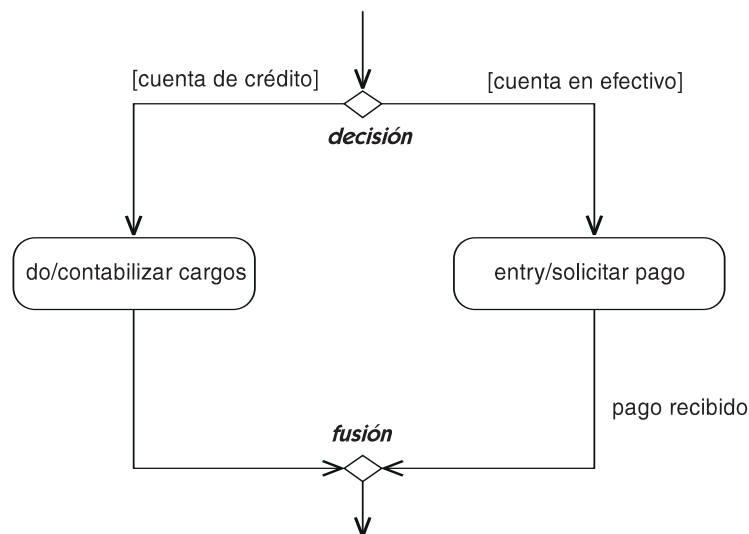 [cuenta de crédito]
[cuenta en efectivo]
decisión
do/contabilizar cargos
entry/solicitar pago
pago recibido
fusión